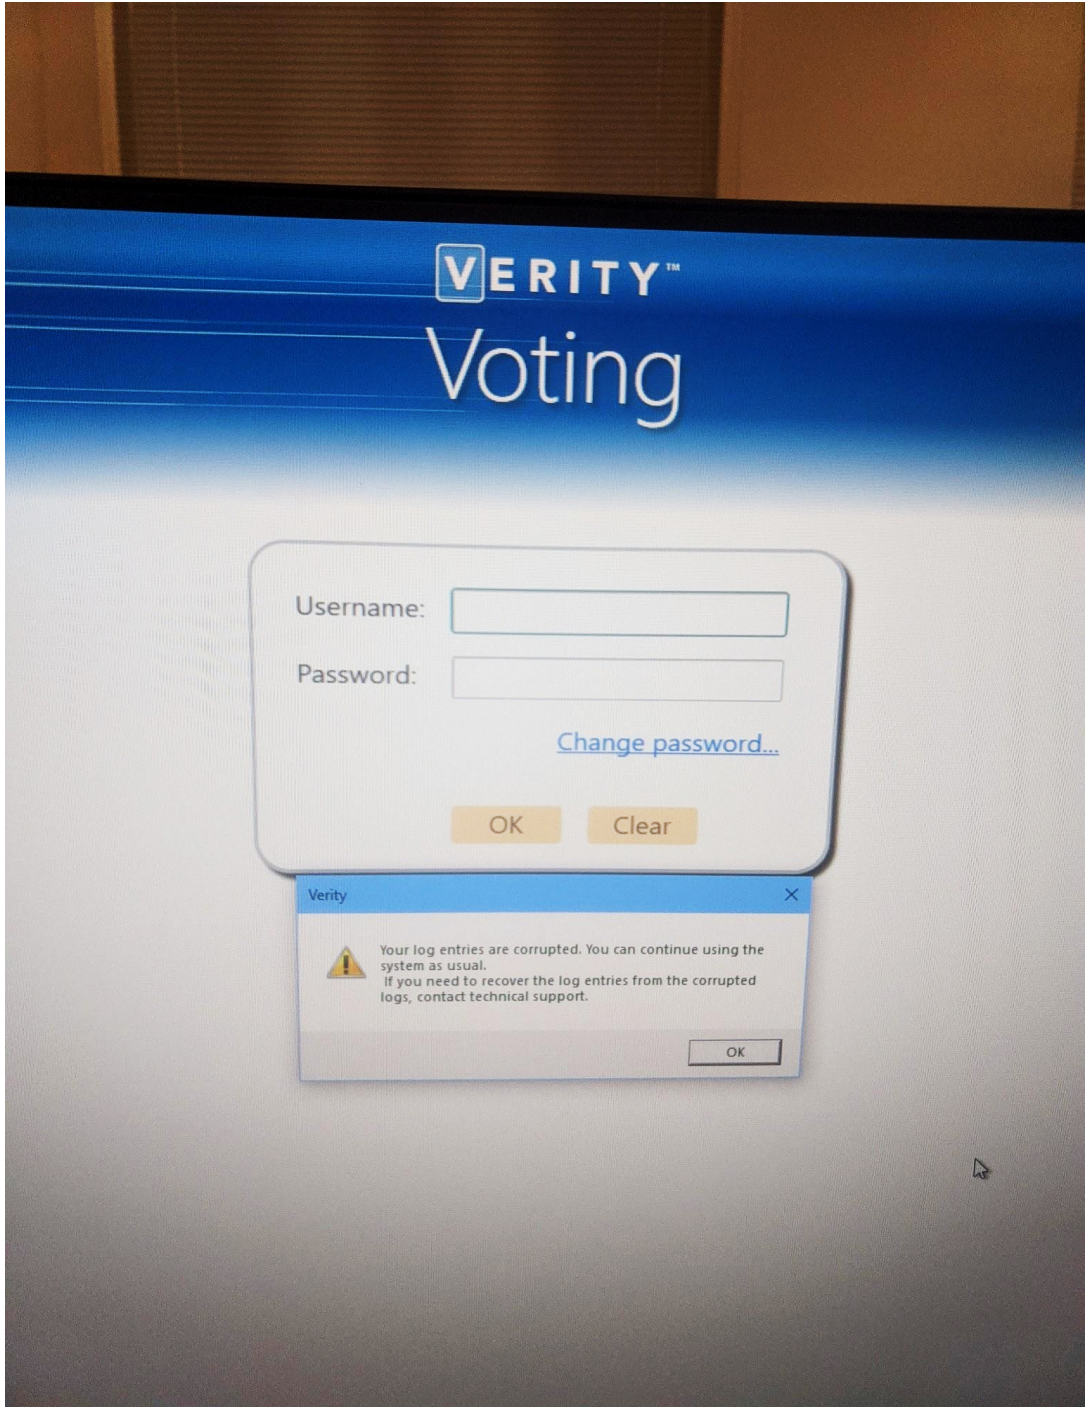 VERITY™
Voting
Username:
Password:
Change password...
OK Clear
Verity
Your log entries are corrupted. You can continue using the
system as usual.
If you need to recover the log entries from the corrupted
logs, contact technical support.
OK